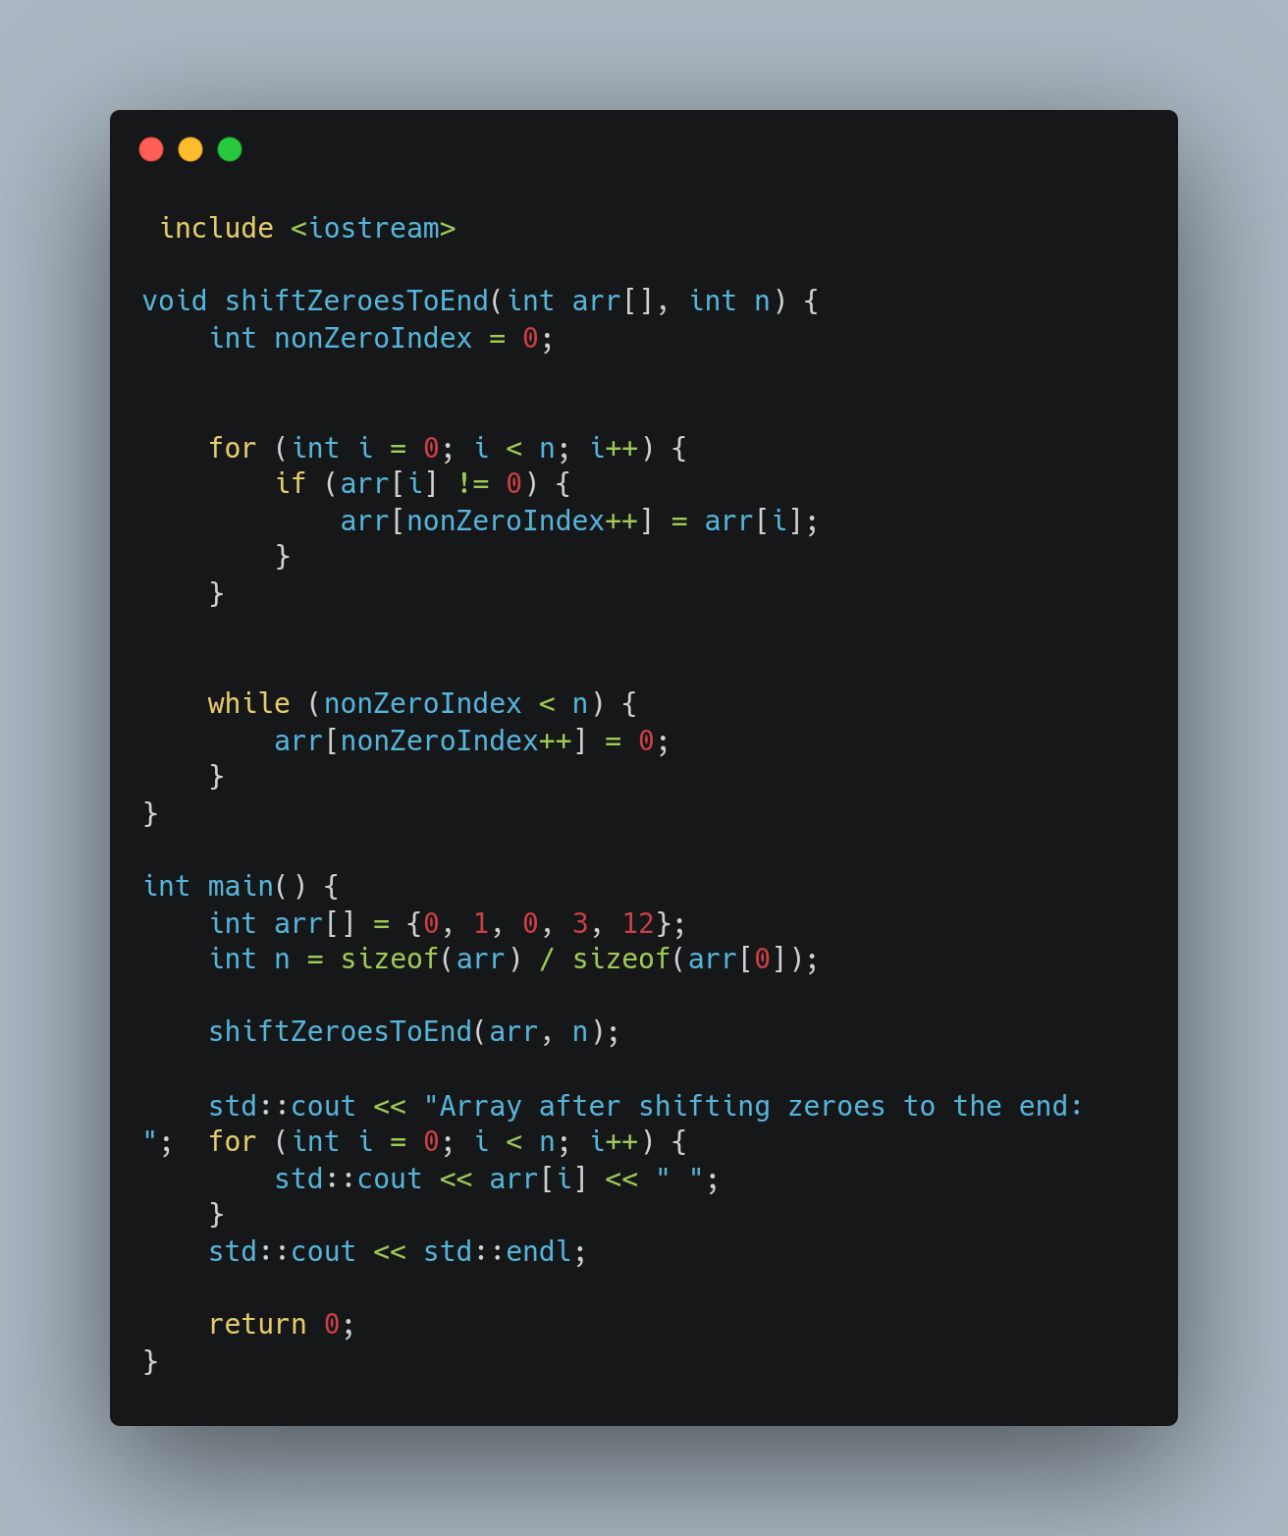 include <iostream>
void shiftZeroesToEnd(int arr[], int n) {
    int nonZeroIndex = 0;
    for (int i = 0; i < n; i++) {
        if (arr[i] != 0) {
            arr[nonZeroIndex++] = arr[i];
        }
    }
    while (nonZeroIndex < n) {
        arr[nonZeroIndex++] = 0;
    }
}
int main() {
    int arr[] = {0, 1, 0, 3, 12};
    int n = sizeof(arr) / sizeof(arr[0]);
    shiftZeroesToEnd(arr, n);
    std::cout << "Array after shifting zeroes to the end:
";  for (int i = 0; i < n; i++) {
        std::cout << arr[i] << " ";
    }
    std::cout << std::endl;
    return 0;
}